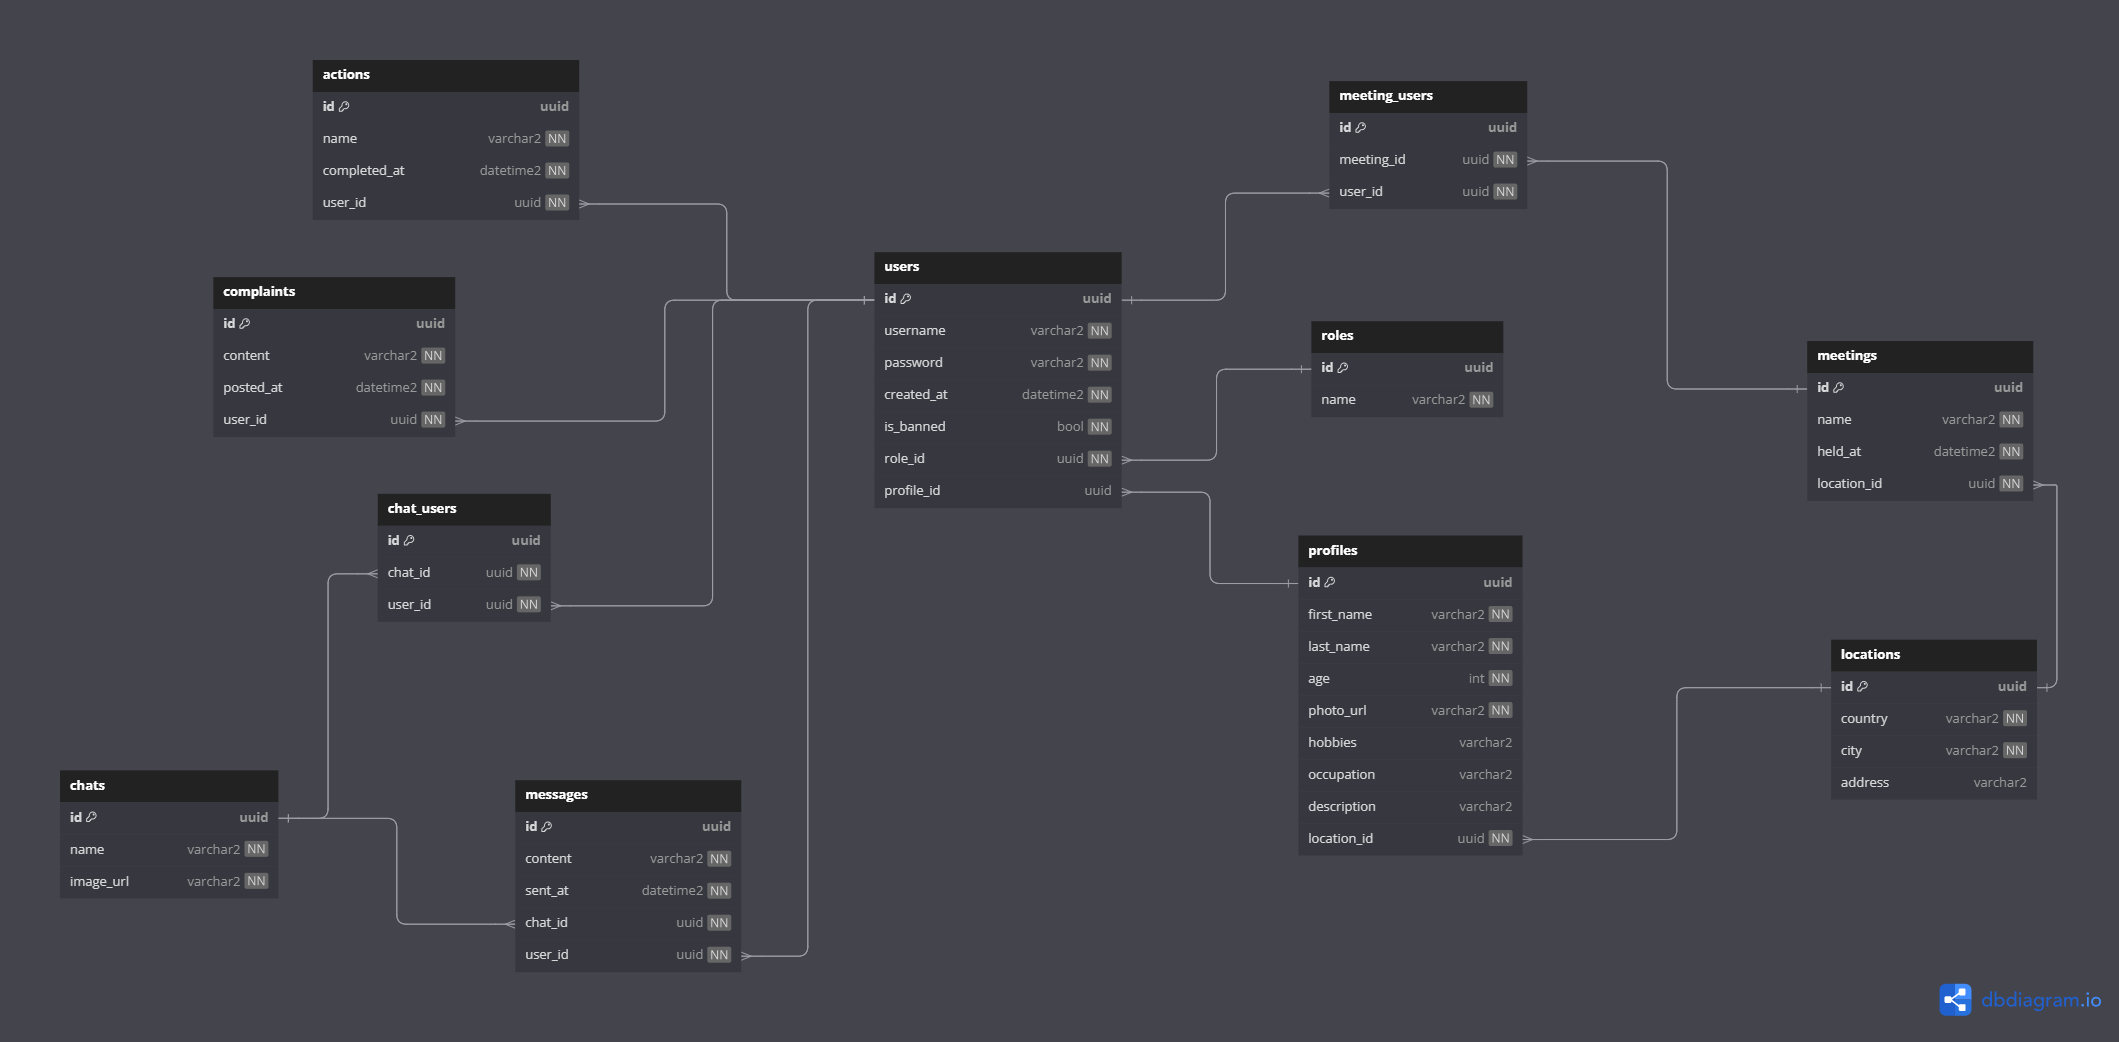 actions
id uuid
name varchar2 NN
completed_at datetime2 NN
user_id uuid NN
complaints
id uuid
content varchar2 NN
posted_at datetime2 NN
user_id uuid NN
chat_users
id uuid
chat_id uuid NN
user_id uuid NN
chats
id uuid
name varchar2 NN
image_url varchar2 NN
messages
id uuid
content varchar2 NN
sent_at datetime2 NN
chat_id uuid NN
user_id uuid NN
users
id uuid
username varchar2 NN
password varchar2 NN
created_at datetime2 NN
is_banned bool NN
role_id uuid NN
profile_id uuid
meeting_users
id uuid
meeting_id uuid NN
user_id uuid NN
roles
id uuid
name varchar2 NN
profiles
id uuid
first_name varchar2 NN
last_name varchar2 NN
age int NN
photo_url varchar2 NN
hobbies varchar2
occupation varchar2
description varchar2
location_id uuid NN
meetings
id uuid
name varchar2 NN
held_at datetime2 NN
location_id uuid NN
locations
id uuid
country varchar2 NN
city varchar2 NN
address varchar2
dbdiagram.io